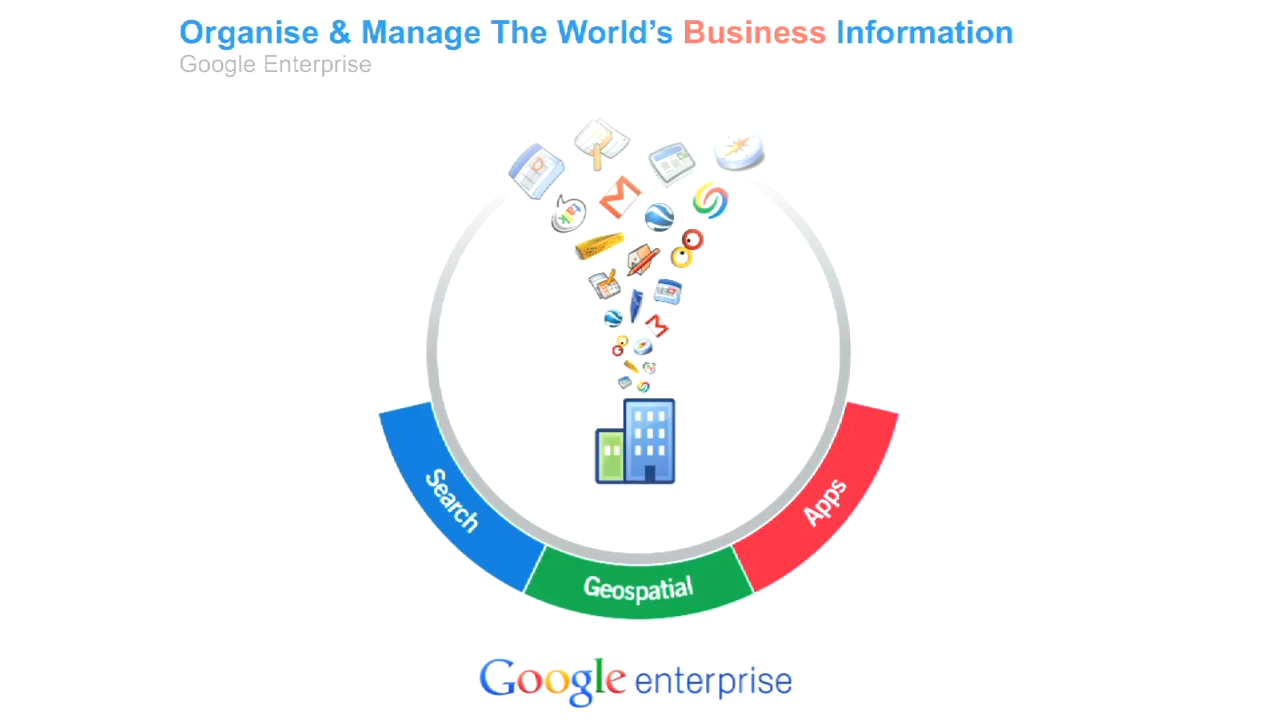 Organise & Manage The World's Business Information
Google Enterprise
Search
Geospatial
Apps
Google enterprise